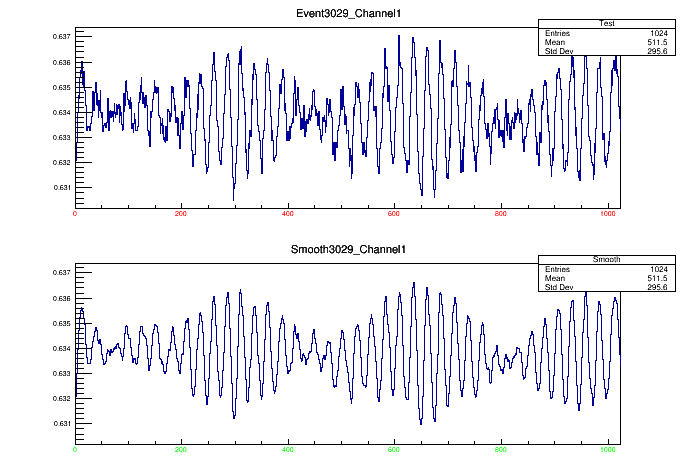 Event3029_Channel1
Test
Entries 1024
Mean 511.5
Std Dev 295.6
0.637
0.636
0.635
0.634
0.633
0.632
0.631
0 200 400 600 800 1000
Smooth3029_Channel1
Smooth
Entries 1024
Mean 511.5
Std Dev 295.6
0.637
0.636
0.635
0.634
0.633
0.632
0.631
0 200 400 600 800 1000